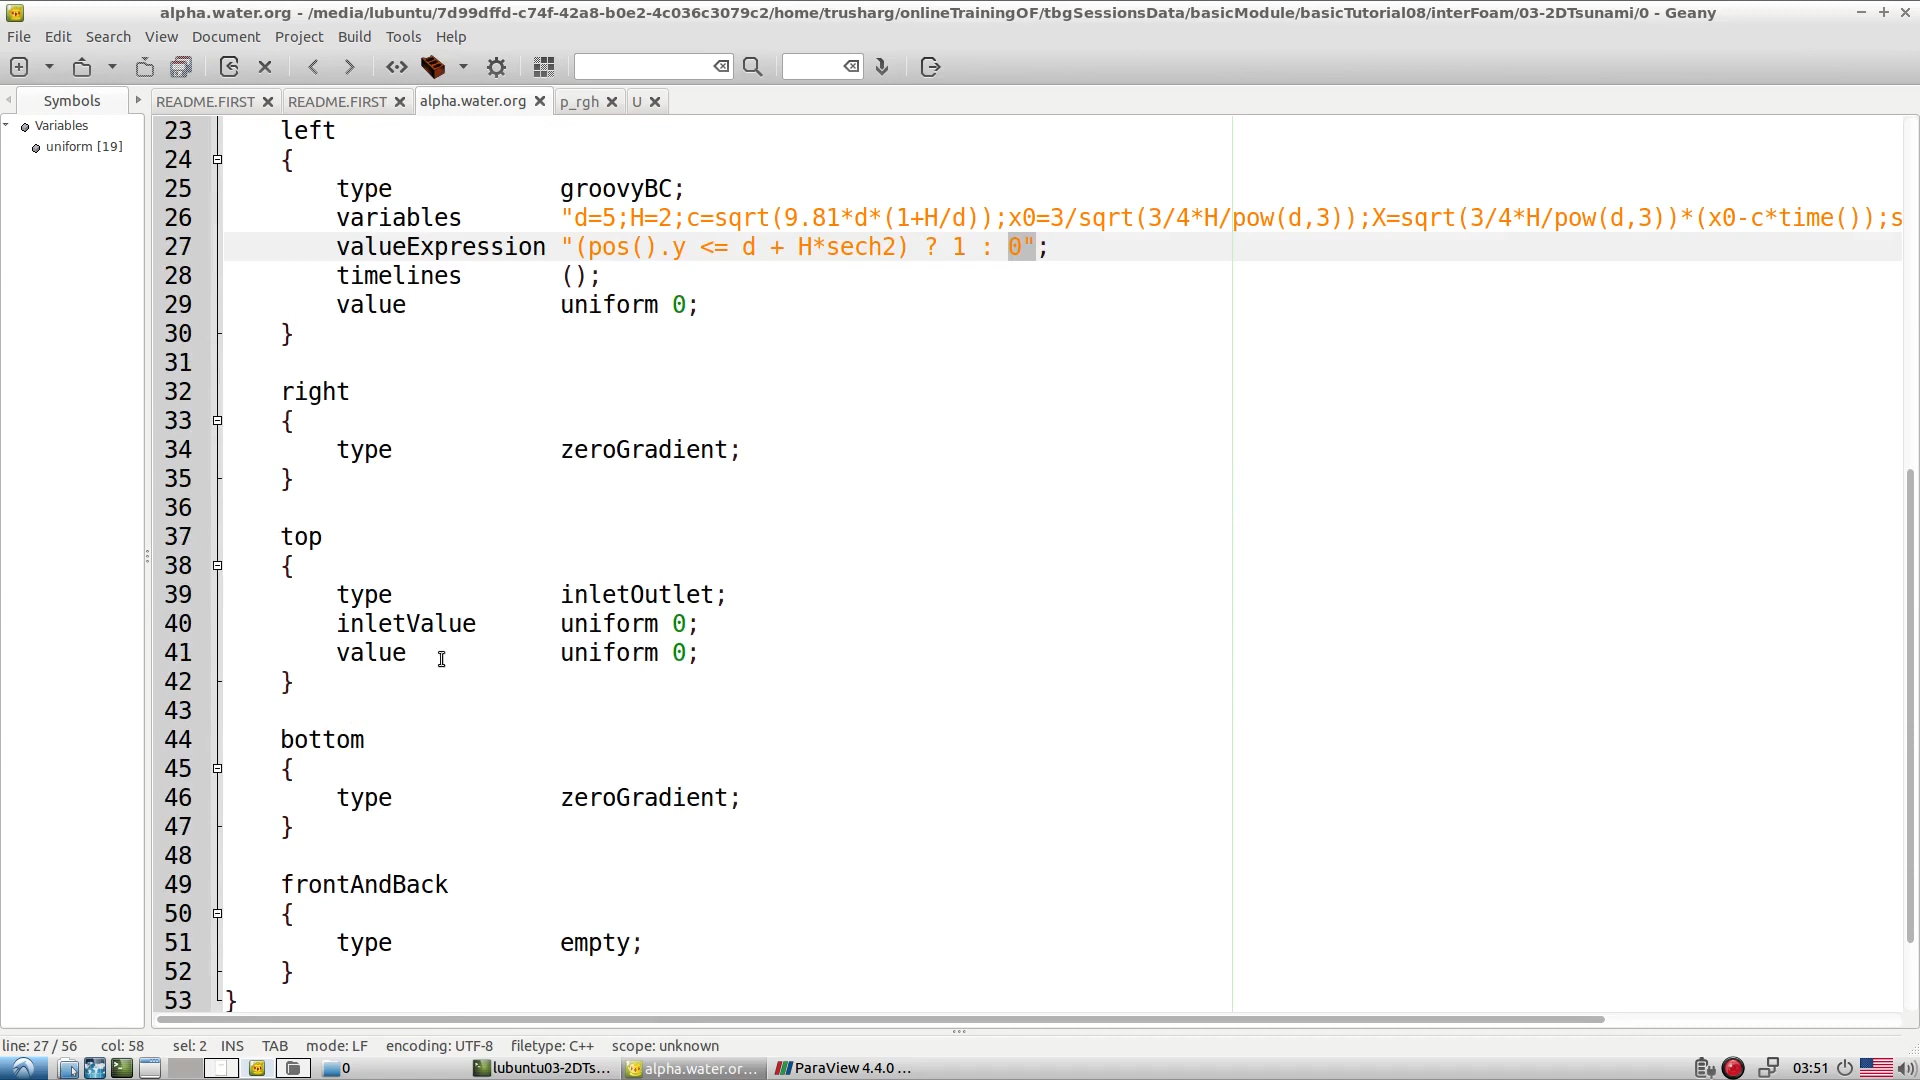 alpha.water.org - /media/lubuntu/7d99dffd-c74f-42a8-b0e2-4c036c3079c2/home/trusharg/onlineTrainingOF/tbgSessionsData/basicModule/basicTutorial08/interFoam/03-2DTsunami/0 - Geany
File Edit Search View Document Project Build Tools Help
Symbols README.FIRST README.FIRST alpha.water.org p_rgh U
Variables
uniform [19]
23 left
24 {
25 type groovyBC;
26 variables "d=5;H=2;c=sqrt(9.81*d*(1+H/d));x0=3/sqrt(3/4*H/pow(d,3));X=sqrt(3/4*H/pow(d,3))*(x0-c*time());s
27 valueExpression "(pos().y <= d + H*sech2) ? 1 : 0";
28 timelines ();
29 value uniform 0;
30 }
31
32 right
33 {
34 type zeroGradient;
35 }
36
37 top
38 {
39 type inletOutlet;
40 inletValue uniform 0;
41 value uniform 0;
42 }
43
44 bottom
45 {
46 type zeroGradient;
47 }
48
49 frontAndBack
50 {
51 type empty;
52 }
53 }
line: 27 / 56 col: 58 sel: 2 INS TAB mode: LF encoding: UTF-8 filetype: C++ scope: unknown
0 lubuntu03-2DTs... alpha.water.or... ParaView 4.4.0 ... 03:51